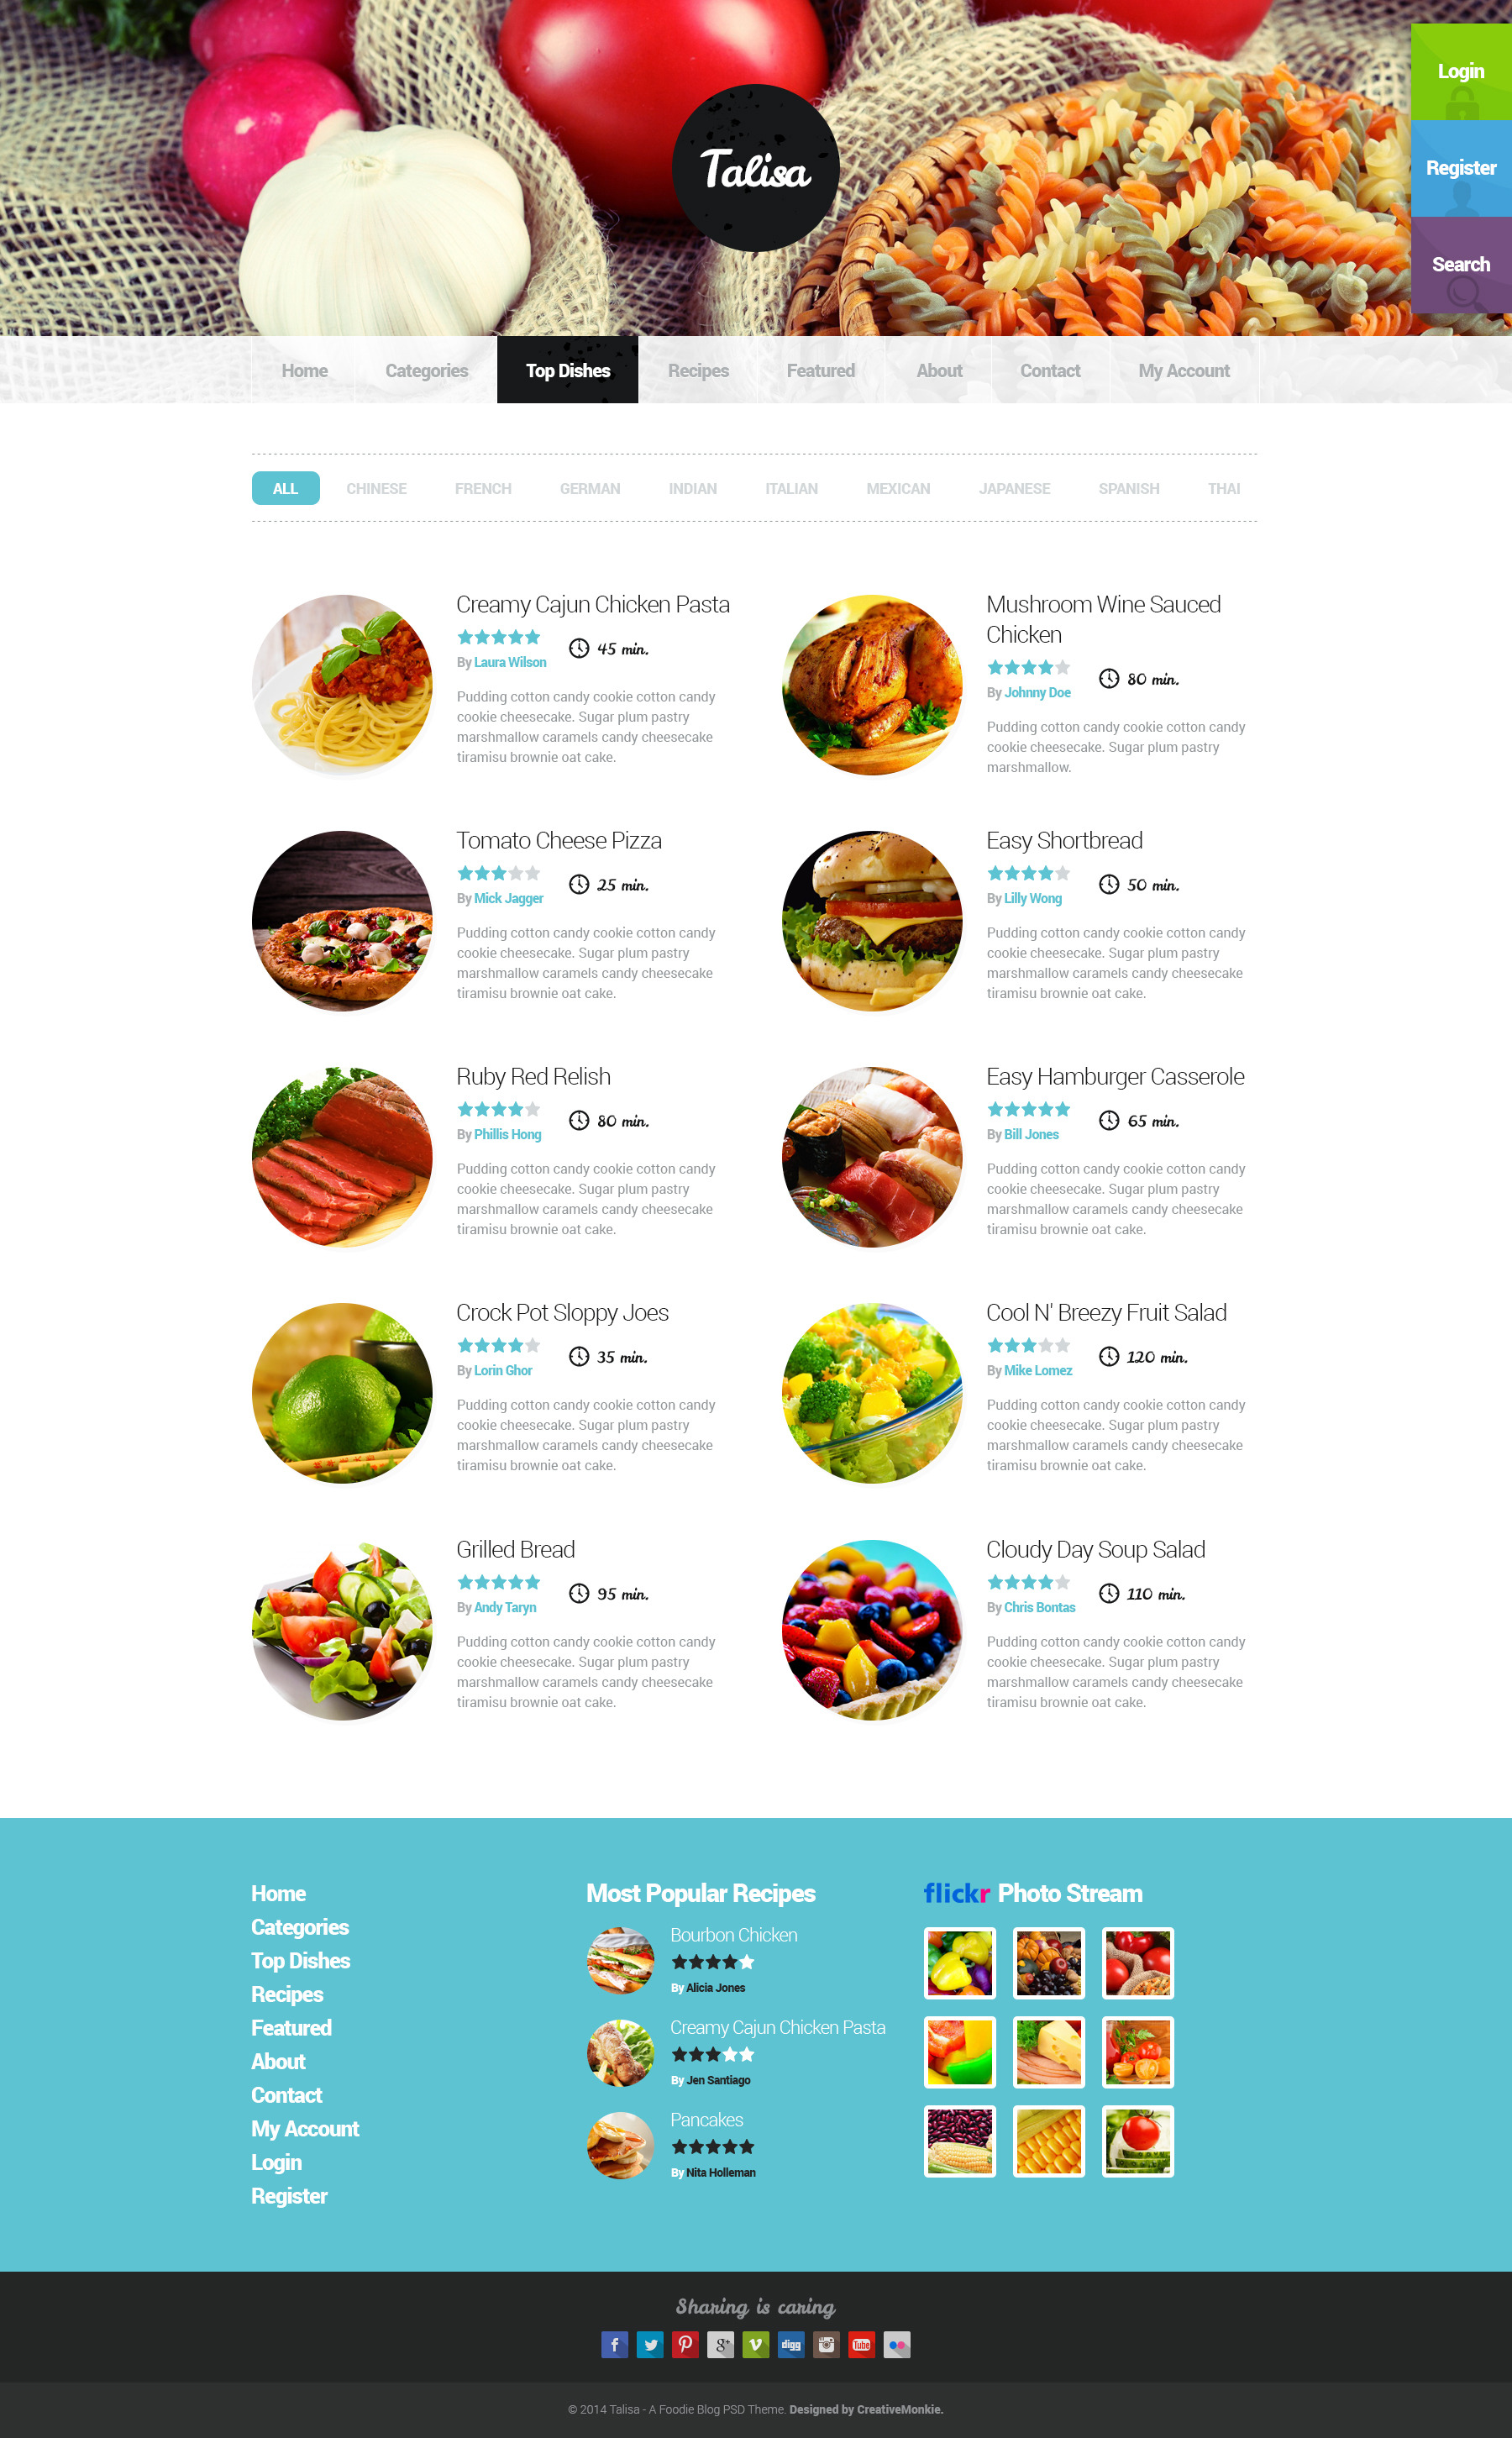 Talisa
Login
Register
Search
Home Categories Top Dishes Recipes Featured About Contact My Account
ALL CHINESE FRENCH GERMAN INDIAN ITALIAN MEXICAN JAPANESE SPANISH THAI
Creamy Cajun Chicken Pasta
45 min.
By Laura Wilson
Pudding cotton candy cookie cotton candy
cookie cheesecake. Sugar plum pastry
marshmallow caramels candy cheesecake
tiramisu brownie oat cake.
Mushroom Wine Sauced
Chicken
80 min.
By Johnny Doe
Pudding cotton candy cookie cotton candy
cookie cheesecake. Sugar plum pastry
marshmallow.
Tomato Cheese Pizza
25 min.
By Mick Jagger
Pudding cotton candy cookie cotton candy
cookie cheesecake. Sugar plum pastry
marshmallow caramels candy cheesecake
tiramisu brownie oat cake.
Easy Shortbread
50 min.
By Lilly Wong
Pudding cotton candy cookie cotton candy
cookie cheesecake. Sugar plum pastry
marshmallow caramels candy cheesecake
tiramisu brownie oat cake.
Ruby Red Relish
80 min.
By Phillis Hong
Pudding cotton candy cookie cotton candy
cookie cheesecake. Sugar plum pastry
marshmallow caramels candy cheesecake
tiramisu brownie oat cake.
Easy Hamburger Casserole
65 min.
By Bill Jones
Pudding cotton candy cookie cotton candy
cookie cheesecake. Sugar plum pastry
marshmallow caramels candy cheesecake
tiramisu brownie oat cake.
Crock Pot Sloppy Joes
35 min.
By Lorin Ghor
Pudding cotton candy cookie cotton candy
cookie cheesecake. Sugar plum pastry
marshmallow caramels candy cheesecake
tiramisu brownie oat cake.
Cool N' Breezy Fruit Salad
120 min.
By Mike Lomez
Pudding cotton candy cookie cotton candy
cookie cheesecake. Sugar plum pastry
marshmallow caramels candy cheesecake
tiramisu brownie oat cake.
Grilled Bread
95 min.
By Andy Taryn
Pudding cotton candy cookie cotton candy
cookie cheesecake. Sugar plum pastry
marshmallow caramels candy cheesecake
tiramisu brownie oat cake.
Cloudy Day Soup Salad
110 min.
By Chris Bontas
Pudding cotton candy cookie cotton candy
cookie cheesecake. Sugar plum pastry
marshmallow caramels candy cheesecake
tiramisu brownie oat cake.
Home
Categories
Top Dishes
Recipes
Featured
About
Contact
My Account
Login
Register
Most Popular Recipes
Bourbon Chicken
By Alicia Jones
Creamy Cajun Chicken Pasta
By Jen Santiago
Pancakes
By Nita Holleman
flickr Photo Stream
Sharing is caring
f g+ v digg Tube
© 2014 Talisa - A Foodie Blog PSD Theme. Designed by CreativeMonkie.